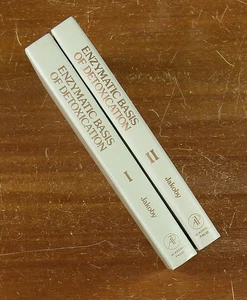 ENZYMATIC BASIS
OF DETOXICATION
I
Jakoby
ENZYMATIC BASIS
OF DETOXICATION
II
Jakoby